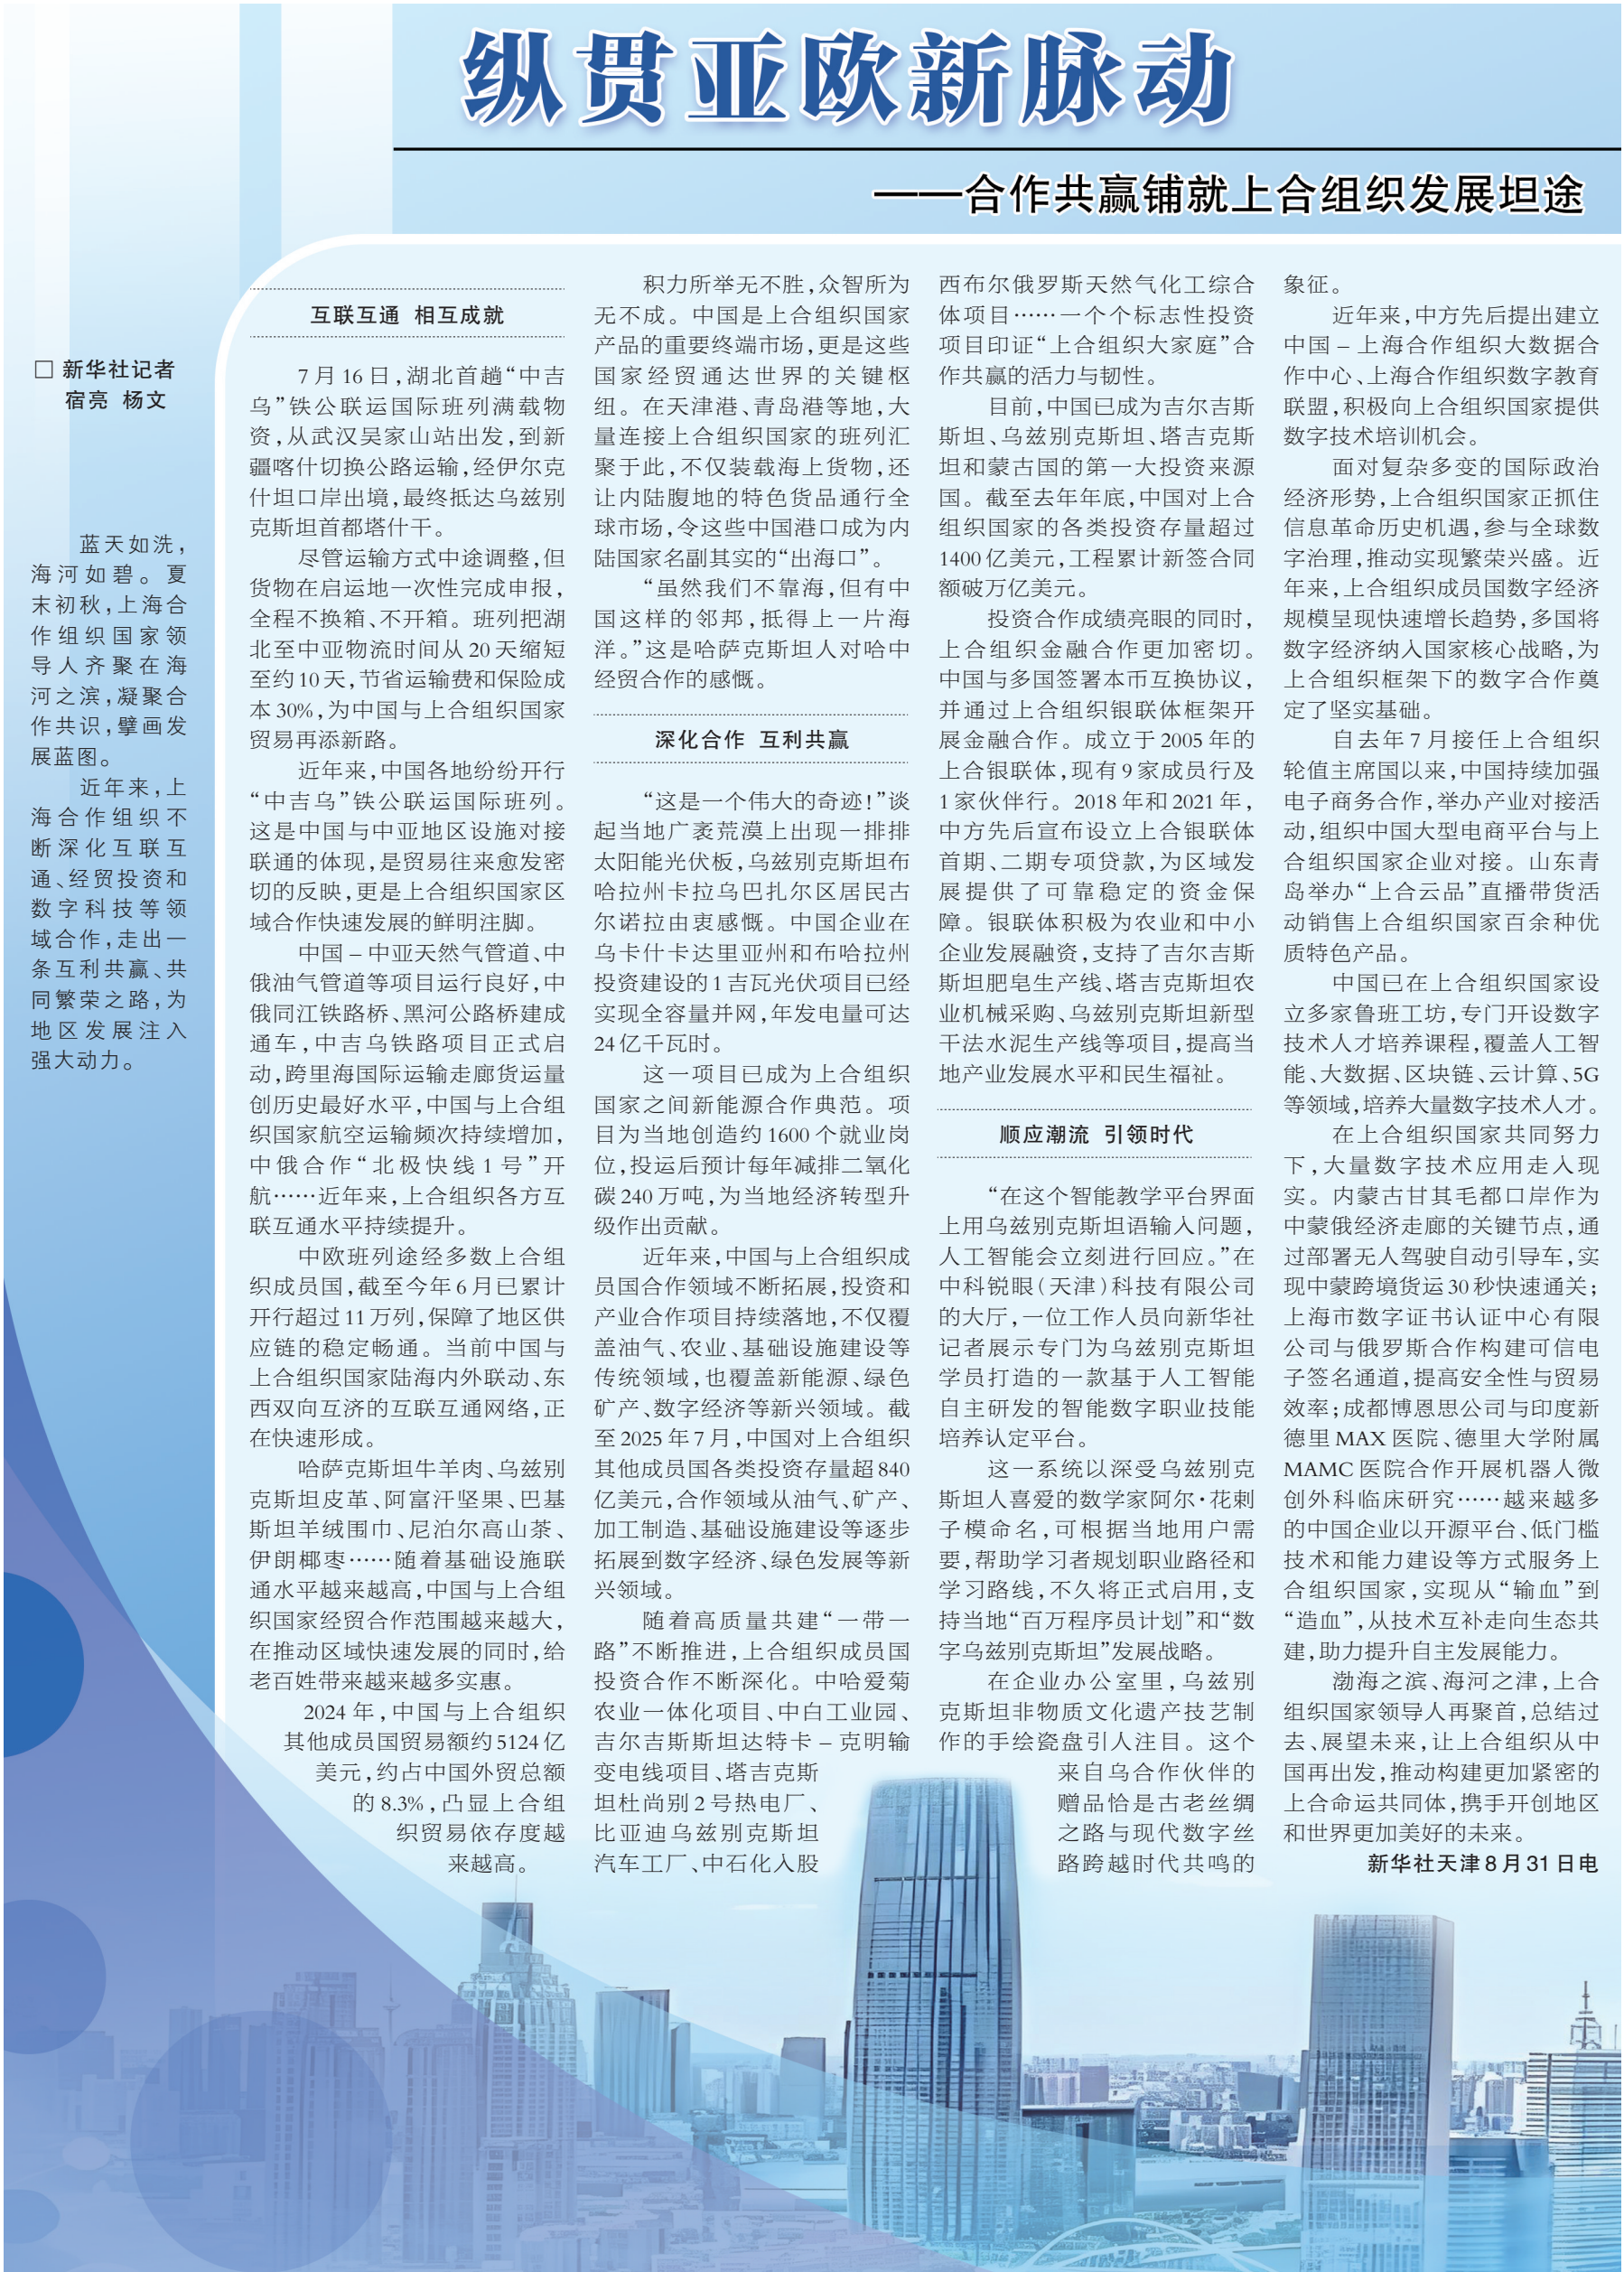 纵贯亚欧新脉动
——合作共赢铺就上合组织发展坦途
□ 新华社记者
宿亮 杨文
蓝天如洗，
海河如碧。夏
末初秋，上海合
作组织国家领
导人齐聚在海
河之滨，凝聚合
作共识，擘画发
展蓝图。
近年来，上
海合作组织不
断深化互联互
通、经贸投资和
数字科技等领
域合作，走出一
条互利共赢、共
同繁荣之路，为
地区发展注入
强大动力。
互联互通 相互成就
7月16日，湖北首趟“中吉
乌”铁公联运国际班列满载物
资，从武汉吴家山站出发，到新
疆喀什切换公路运输，经伊尔克
什坦口岸出境，最终抵达乌兹别
克斯坦首都塔什干。
尽管运输方式中途调整，但
货物在启运地一次性完成申报，
全程不换箱、不开箱。班列把湖
北至中亚物流时间从20天缩短
至约10天，节省运输费和保险成
本30%，为中国与上合组织国家
贸易再添新路。
近年来，中国各地纷纷开行
“中吉乌”铁公联运国际班列。
这是中国与中亚地区设施对接
联通的体现，是贸易往来愈发密
切的反映，更是上合组织国家区
域合作快速发展的鲜明注脚。
中国－中亚天然气管道、中
俄油气管道等项目运行良好，中
俄同江铁路桥、黑河公路桥建成
通车，中吉乌铁路项目正式启
动，跨里海国际运输走廊货运量
创历史最好水平，中国与上合组
织国家航空运输频次持续增加，
中俄合作“北极快线1号”开
航……近年来，上合组织各方互
联互通水平持续提升。
中欧班列途经多数上合组
织成员国，截至今年6月已累计
开行超过11万列，保障了地区供
应链的稳定畅通。当前中国与
上合组织国家陆海内外联动、东
西双向互济的互联互通网络，正
在快速形成。
哈萨克斯坦牛羊肉、乌兹别
克斯坦皮革、阿富汗坚果、巴基
斯坦羊绒围巾、尼泊尔高山茶、
伊朗椰枣……随着基础设施联
通水平越来越高，中国与上合组
织国家经贸合作范围越来越大，
在推动区域快速发展的同时，给
老百姓带来越来越多实惠。
2024年，中国与上合组织
其他成员国贸易额约5124亿
美元，约占中国外贸总额
的8.3%，凸显上合组
织贸易依存度越
来越高。
积力所举无不胜，众智所为
无不成。中国是上合组织国家
产品的重要终端市场，更是这些
国家经贸通达世界的关键枢
纽。在天津港、青岛港等地，大
量连接上合组织国家的班列汇
聚于此，不仅装载海上货物，还
让内陆腹地的特色货品通行全
球市场，令这些中国港口成为内
陆国家名副其实的“出海口”。
“虽然我们不靠海，但有中
国这样的邻邦，抵得上一片海
洋。”这是哈萨克斯坦人对哈中
经贸合作的感慨。
深化合作 互利共赢
“这是一个伟大的奇迹！”谈
起当地广袤荒漠上出现一排排
太阳能光伏板，乌兹别克斯坦布
哈拉州卡拉乌巴扎尔区居民古
尔诺拉由衷感慨。中国企业在
乌卡什卡达里亚州和布哈拉州
投资建设的1吉瓦光伏项目已经
实现全容量并网，年发电量可达
24亿千瓦时。
这一项目已成为上合组织
国家之间新能源合作典范。项
目为当地创造约1600个就业岗
位，投运后预计每年减排二氧化
碳240万吨，为当地经济转型升
级作出贡献。
近年来，中国与上合组织成
员国合作领域不断拓展，投资和
产业合作项目持续落地，不仅覆
盖油气、农业、基础设施建设等
传统领域，也覆盖新能源、绿色
矿产、数字经济等新兴领域。截
至2025年7月，中国对上合组织
其他成员国各类投资存量超840
亿美元，合作领域从油气、矿产、
加工制造、基础设施建设等逐步
拓展到数字经济、绿色发展等新
兴领域。
随着高质量共建“一带一
路”不断推进，上合组织成员国
投资合作不断深化。中哈爱菊
农业一体化项目、中白工业园、
吉尔吉斯斯坦达特卡－克明输
变电线项目、塔吉克斯
坦杜尚别2号热电厂、
比亚迪乌兹别克斯坦
汽车工厂、中石化入股
西布尔俄罗斯天然气化工综合
体项目……一个个标志性投资
项目印证“上合组织大家庭”合
作共赢的活力与韧性。
目前，中国已成为吉尔吉斯
斯坦、乌兹别克斯坦、塔吉克斯
坦和蒙古国的第一大投资来源
国。截至去年年底，中国对上合
组织国家的各类投资存量超过
1400亿美元，工程累计新签合同
额破万亿美元。
投资合作成绩亮眼的同时，
上合组织金融合作更加密切。
中国与多国签署本币互换协议，
并通过上合组织银联体框架开
展金融合作。成立于2005年的
上合银联体，现有9家成员行及
1家伙伴行。2018年和2021年，
中方先后宣布设立上合银联体
首期、二期专项贷款，为区域发
展提供了可靠稳定的资金保
障。银联体积极为农业和中小
企业发展融资，支持了吉尔吉斯
斯坦肥皂生产线、塔吉克斯坦农
业机械采购、乌兹别克斯坦新型
干法水泥生产线等项目，提高当
地产业发展水平和民生福祉。
顺应潮流 引领时代
“在这个智能教学平台界面
上用乌兹别克斯坦语输入问题，
人工智能会立刻进行回应。”在
中科锐眼（天津）科技有限公司
的大厅，一位工作人员向新华社
记者展示专门为乌兹别克斯坦
学员打造的一款基于人工智能
自主研发的智能数字职业技能
培养认定平台。
这一系统以深受乌兹别克
斯坦人喜爱的数学家阿尔·花剌
子模命名，可根据当地用户需
要，帮助学习者规划职业路径和
学习路线，不久将正式启用，支
持当地“百万程序员计划”和“数
字乌兹别克斯坦”发展战略。
在企业办公室里，乌兹别
克斯坦非物质文化遗产技艺制
作的手绘瓷盘引人注目。这个
来自乌合作伙伴的
赠品恰是古老丝绸
之路与现代数字丝
路跨越时代共鸣的
象征。
近年来，中方先后提出建立
中国－上海合作组织大数据合
作中心、上海合作组织数字教育
联盟，积极向上合组织国家提供
数字技术培训机会。
面对复杂多变的国际政治
经济形势，上合组织国家正抓住
信息革命历史机遇，参与全球数
字治理，推动实现繁荣兴盛。近
年来，上合组织成员国数字经济
规模呈现快速增长趋势，多国将
数字经济纳入国家核心战略，为
上合组织框架下的数字合作奠
定了坚实基础。
自去年7月接任上合组织
轮值主席国以来，中国持续加强
电子商务合作，举办产业对接活
动，组织中国大型电商平台与上
合组织国家企业对接。山东青
岛举办“上合云品”直播带货活
动销售上合组织国家百余种优
质特色产品。
中国已在上合组织国家设
立多家鲁班工坊，专门开设数字
技术人才培养课程，覆盖人工智
能、大数据、区块链、云计算、5G
等领域，培养大量数字技术人才。
在上合组织国家共同努力
下，大量数字技术应用走入现
实。内蒙古甘其毛都口岸作为
中蒙俄经济走廊的关键节点，通
过部署无人驾驶自动引导车，实
现中蒙跨境货运30秒快速通关；
上海市数字证书认证中心有限
公司与俄罗斯合作构建可信电
子签名通道，提高安全性与贸易
效率；成都博恩思公司与印度新
德里MAX医院、德里大学附属
MAMC医院合作开展机器人微
创外科临床研究……越来越多
的中国企业以开源平台、低门槛
技术和能力建设等方式服务上
合组织国家，实现从“输血”到
“造血”，从技术互补走向生态共
建，助力提升自主发展能力。
渤海之滨、海河之津，上合
组织国家领导人再聚首，总结过
去、展望未来，让上合组织从中
国再出发，推动构建更加紧密的
上合命运共同体，携手开创地区
和世界更加美好的未来。
新华社天津8月31日电